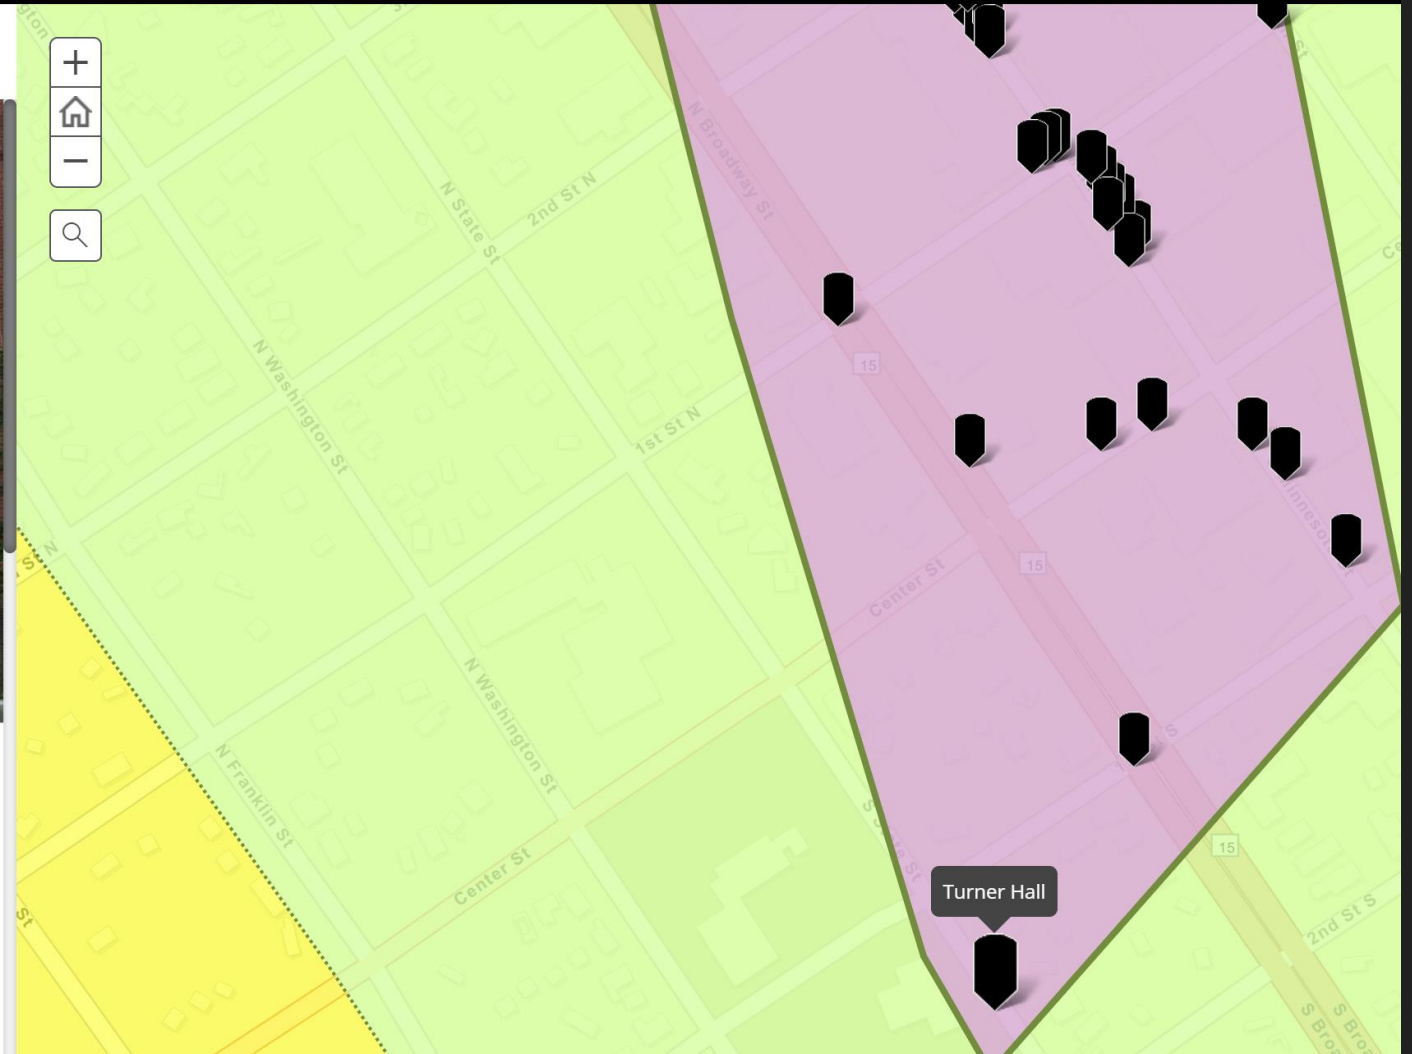 N Broadway St
N State St
2nd St N
N Washington St
15
1st St N
15
Center St
N
N Washington St
N Franklin St
15
Center St
Turner Hall
St
2nd St S